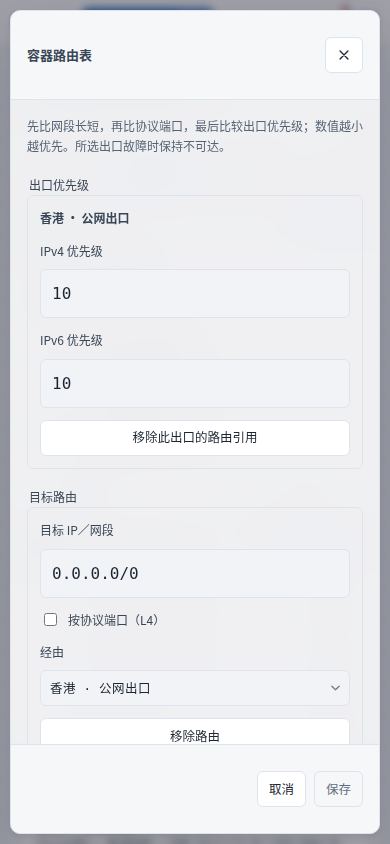 容器路由表
先比网段长短，再比协议端口，最后比较出口优先级；数值越小
越优先。所选出口故障时保持不可达。
出口优先级
香港 · 公网出口
IPv4 优先级
10
IPv6 优先级
10
移除此出口的路由引用
目标路由
目标 IP／网段
0.0.0.0/0
按协议端口（L4）
经由
香港 · 公网出口
移除路由
取消
保存